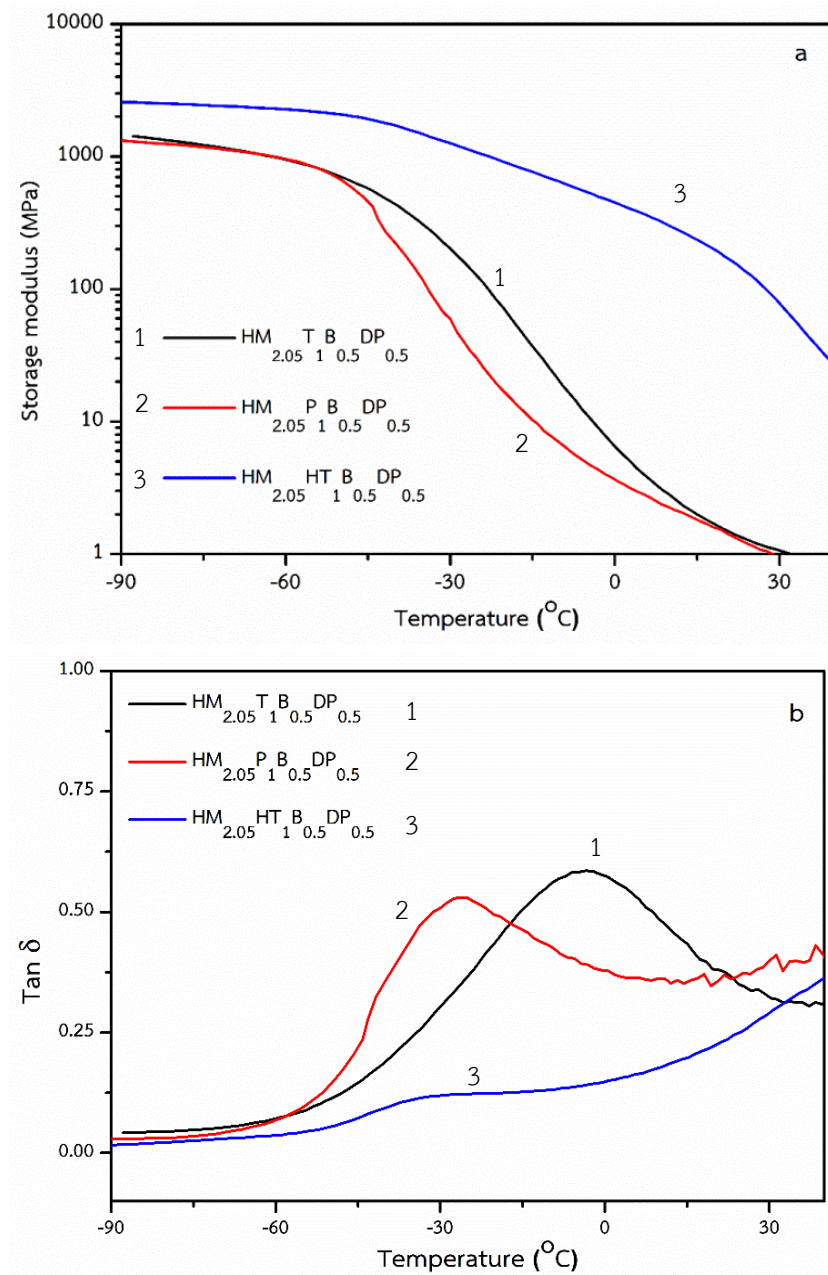 10000
a
1000
3
Storage modulus (MPa)
100
1
1 HM2.05T1B0.5DP0.5
2 HM2.05P1B0.5DP0.5
10
2
3 HM2.05HT1B0.5DP0.5
1
-90 -60 -30 0 30
Temperature (°C)
1.00
HM2.05T1B0.5DP0.5 1
b
HM2.05P1B0.5DP0.5 2
0.75
HM2.05HT1B0.5DP0.5 3
1
2
0.50
Tan δ
0.25
3
0.00
-90 -60 -30 0 30
Temperature (°C)